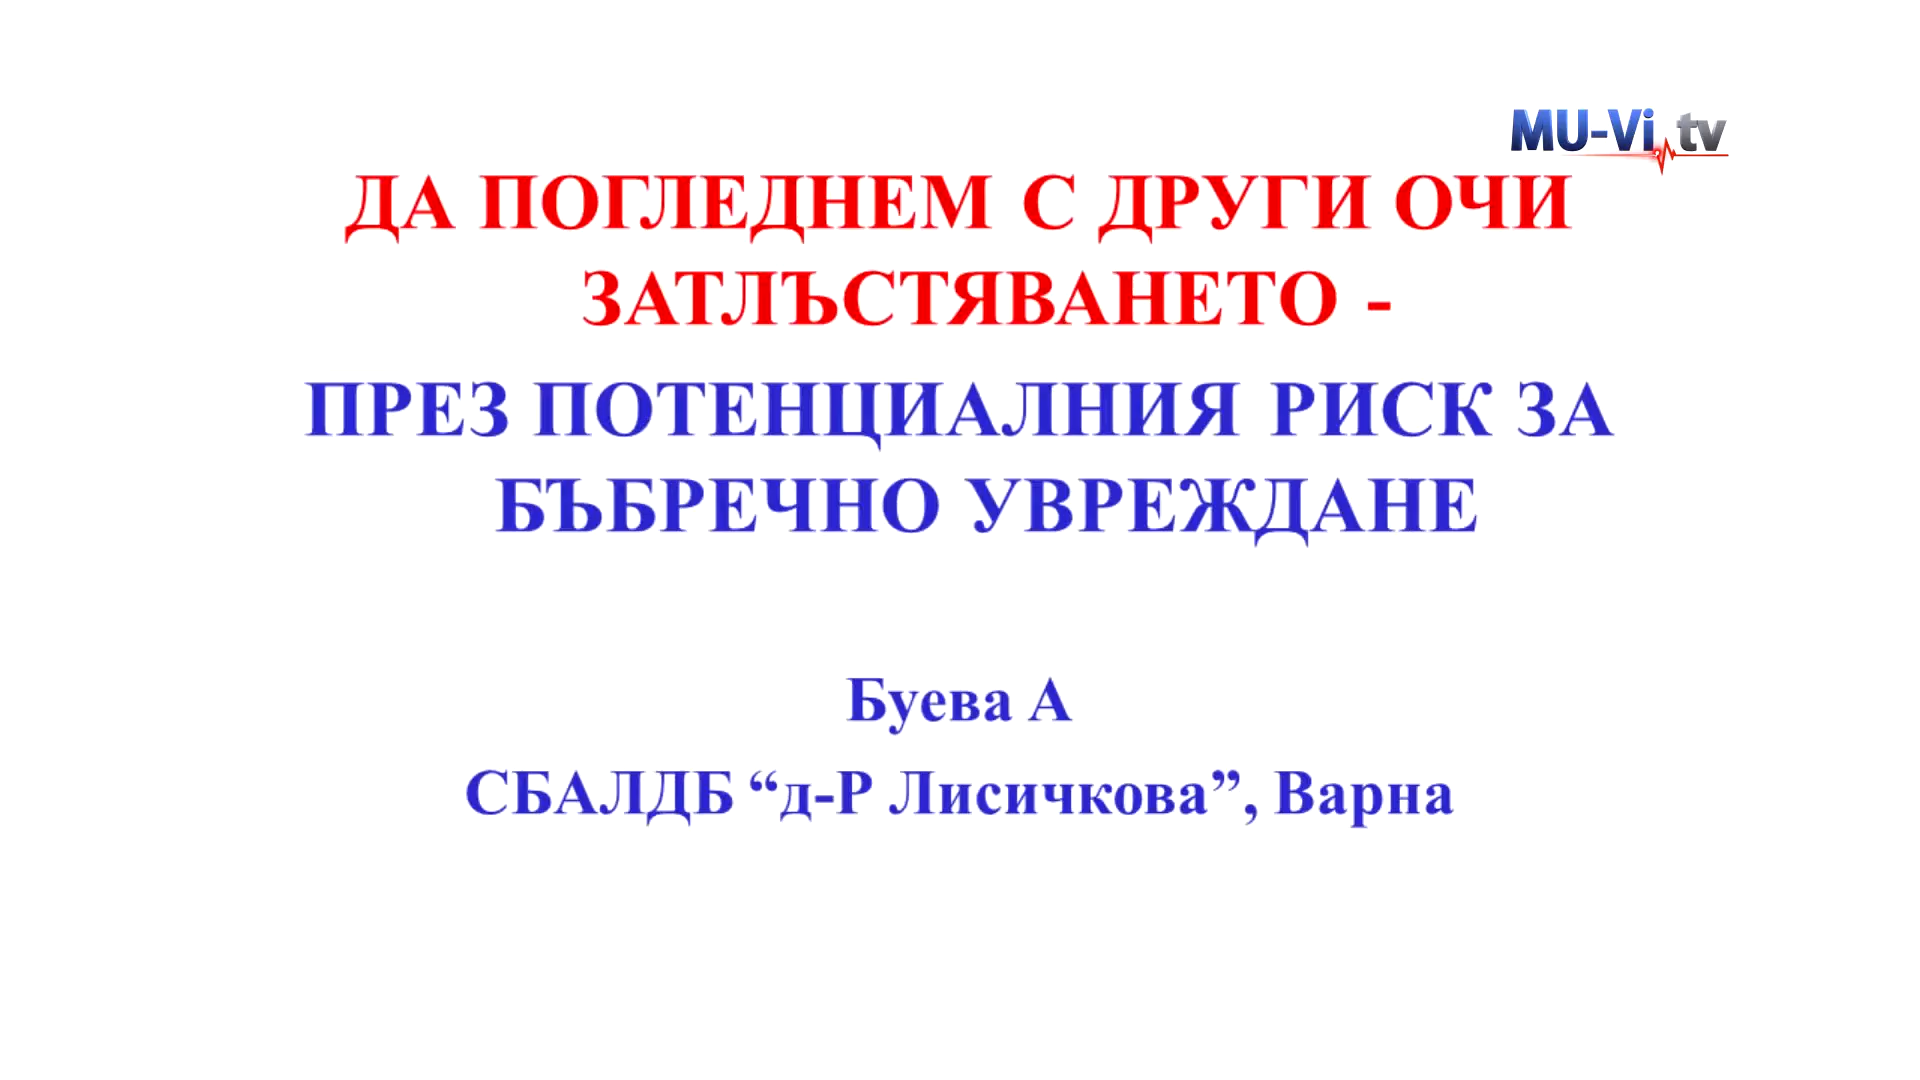 MU-Vi.tv
ДА ПОГЛЕДНЕМ С ДРУГИ ОЧИ
ЗАТЛЪСТЯВАНЕТО -
ПРЕЗ ПОТЕНЦИАЛНИЯ РИСК ЗА
БЪБРЕЧНО УВРЕЖДАНЕ
Буева А
СБАЛДБ “д-Р Лисичкова”, Варна